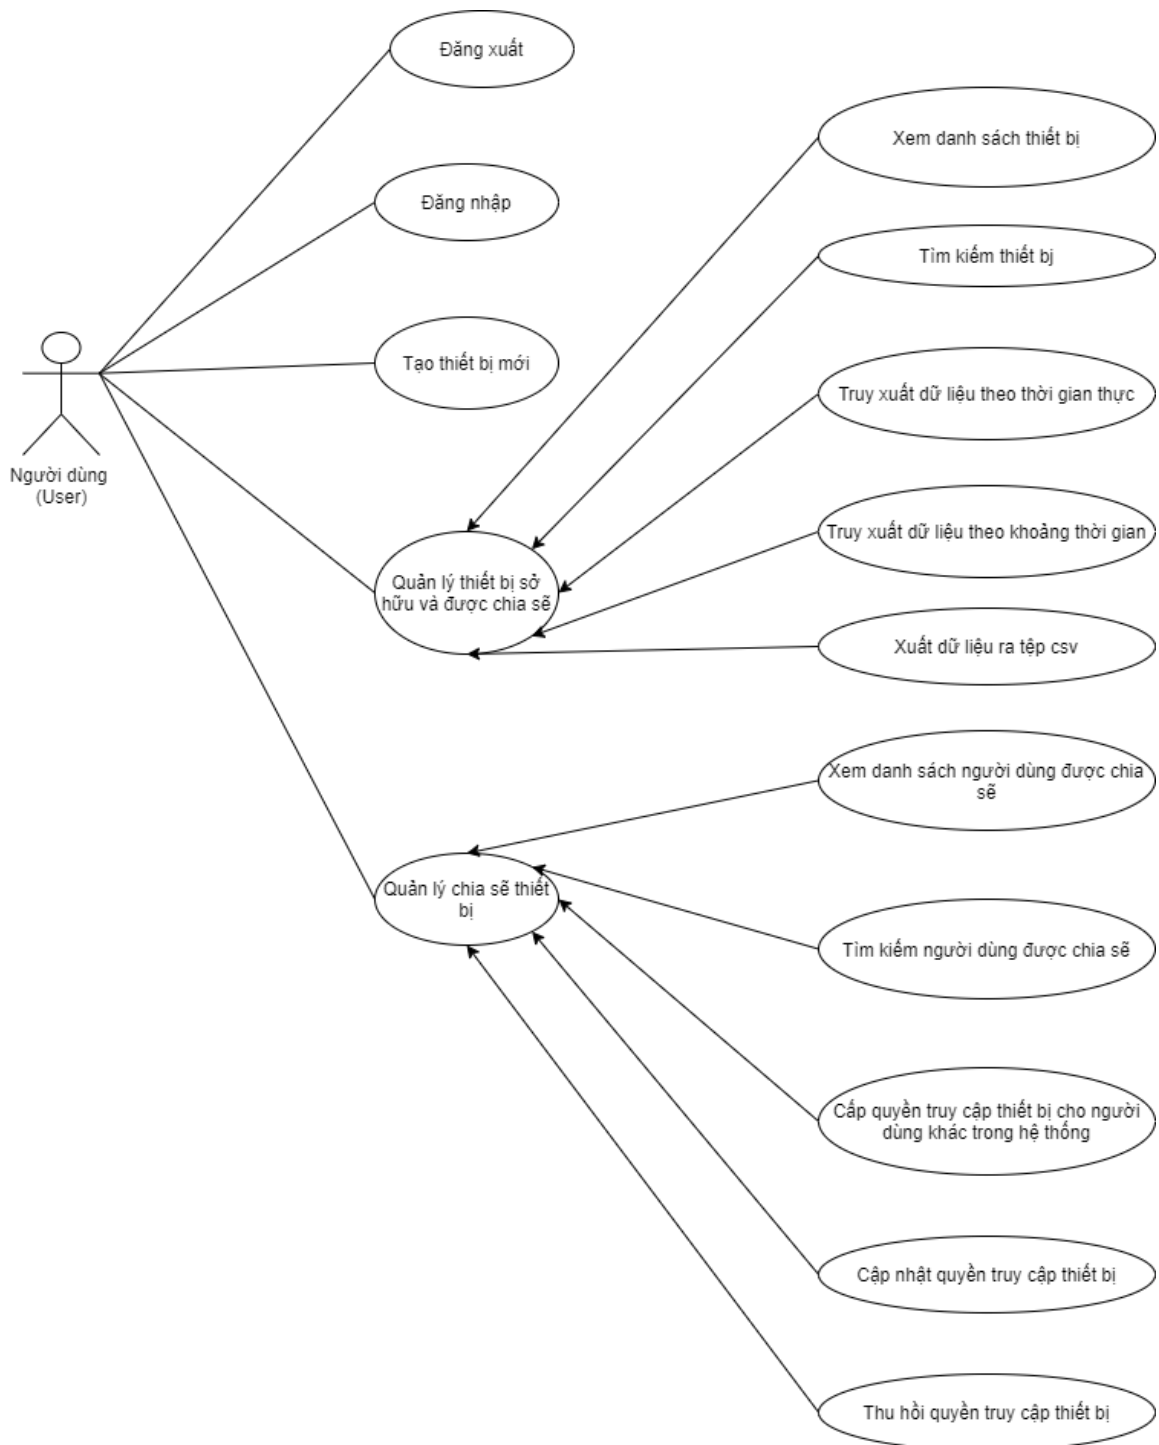 Đăng xuất
Xem danh sách thiết bị
Đăng nhập
Tìm kiếm thiết bj
Tạo thiết bị mới
Truy xuất dữ liệu theo thời gian thực
Người dùng
(User)
Truy xuất dữ liệu theo khoảng thời gian
Quản lý thiết bị sở
hữu và được chia sẽ
Xuất dữ liệu ra tệp csv
Xem danh sách người dùng được chia
sẽ
Quản lý chia sẽ thiết
bị
Tìm kiếm người dùng được chia sẽ
Cấp quyền truy cập thiết bị cho người
dùng khác trong hệ thống
Cập nhật quyền truy cập thiết bị
Thu hồi quyền truy cập thiết bị